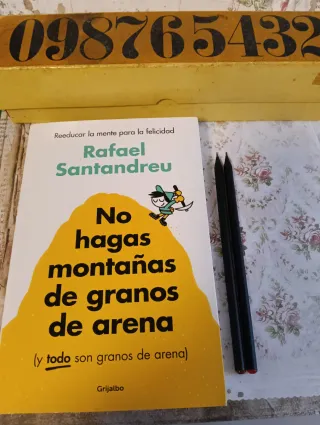 098765432
Reeducar la mente para la felicidad
Rafael
Santandreu
No
hagas
montañas
de granos
de arena
(y todo son granos de arena)
Grijalbo